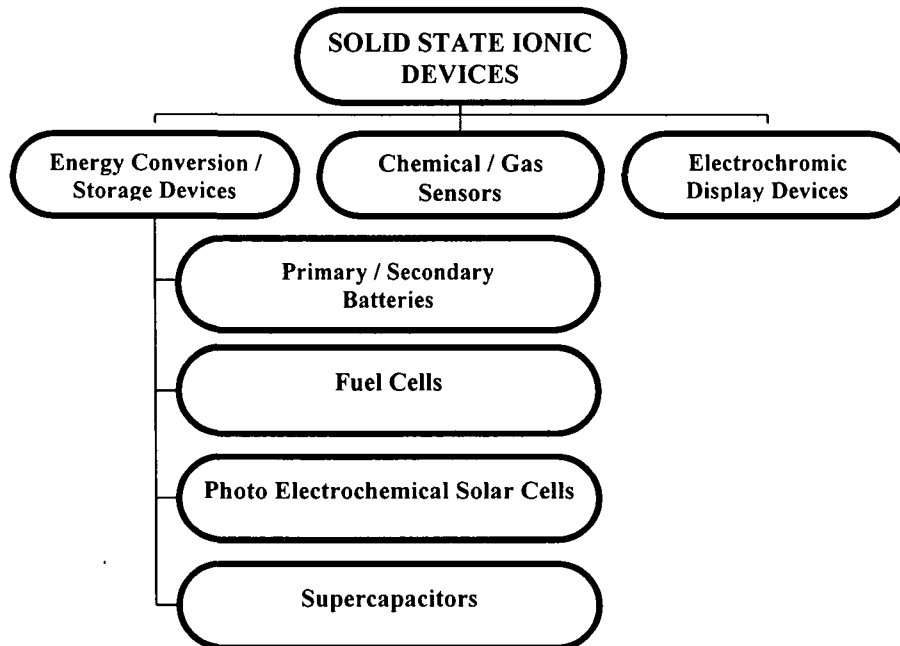 SOLID STATE IONIC
DEVICES
Energy Conversion /
Storage Devices
Chemical / Gas
Sensors
Electrochromic
Display Devices
Primary / Secondary
Batteries
Fuel Cells
Photo Electrochemical Solar Cells
Supercapacitors